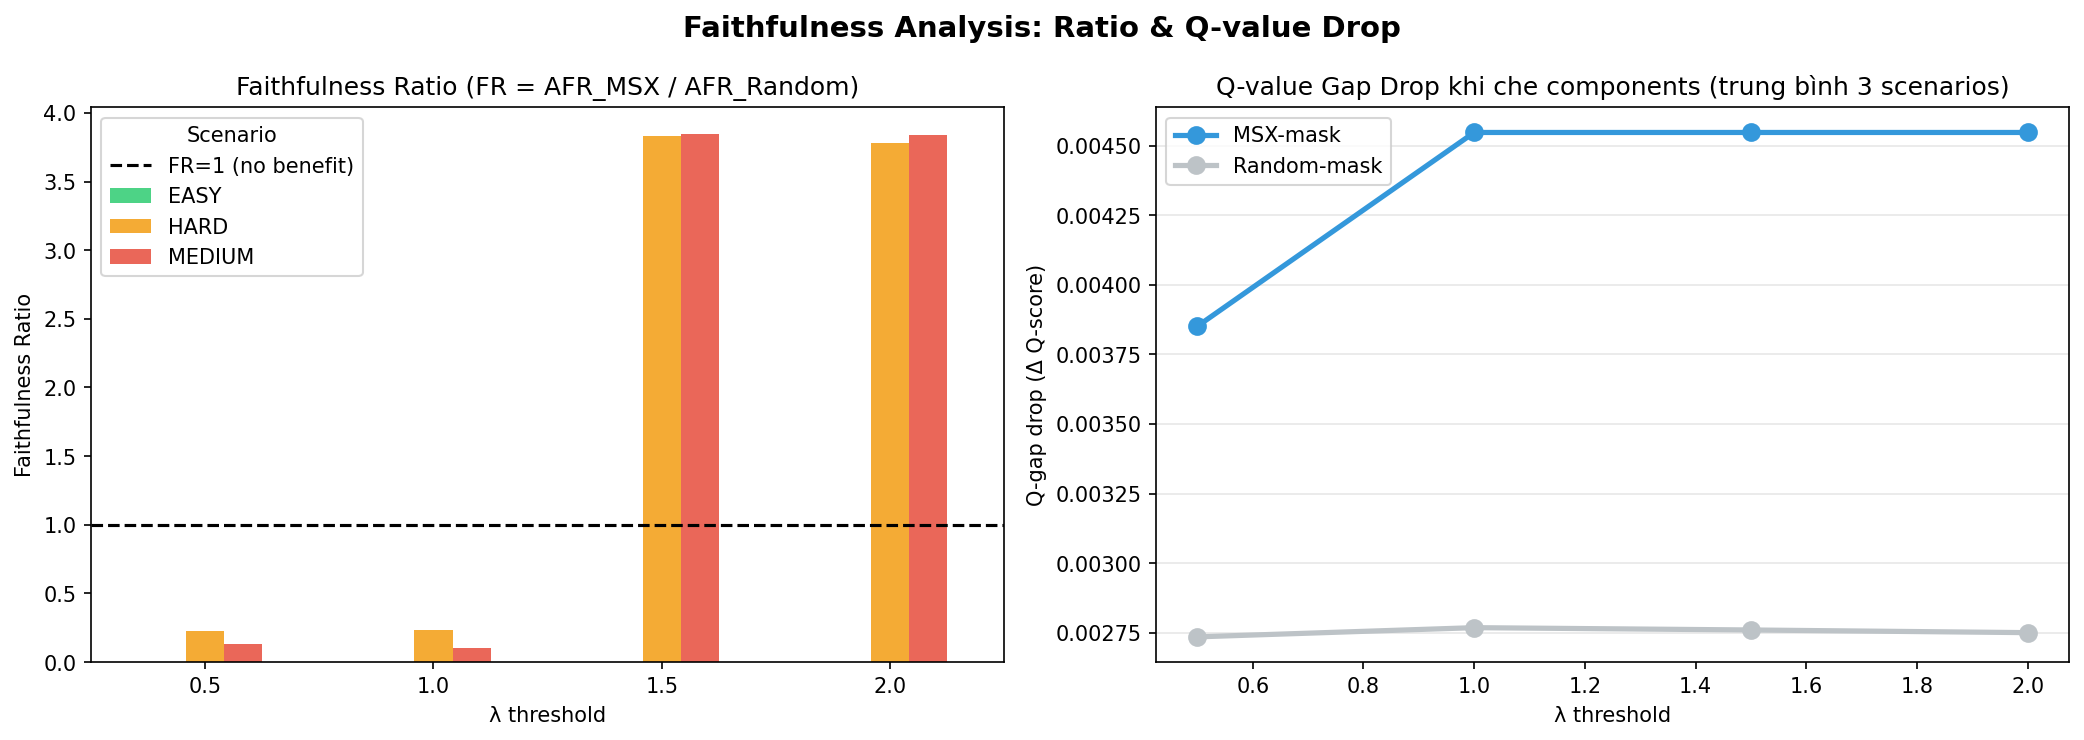 Faithfulness Analysis: Ratio & Q-value Drop
Faithfulness Ratio (FR = AFR_MSX / AFR_Random)
Scenario
FR=1 (no benefit)
EASY
HARD
MEDIUM
Faithfulness Ratio
4.0
3.5
3.0
2.5
2.0
1.5
1.0
0.5
0.0
0.5 1.0 1.5 2.0
λ threshold
Q-value Gap Drop khi che components (trung bình 3 scenarios)
MSX-mask
Random-mask
Q-gap drop (Δ Q-score)
0.00450
0.00425
0.00400
0.00375
0.00350
0.00325
0.00300
0.00275
0.6 0.8 1.0 1.2 1.4 1.6 1.8 2.0
λ threshold